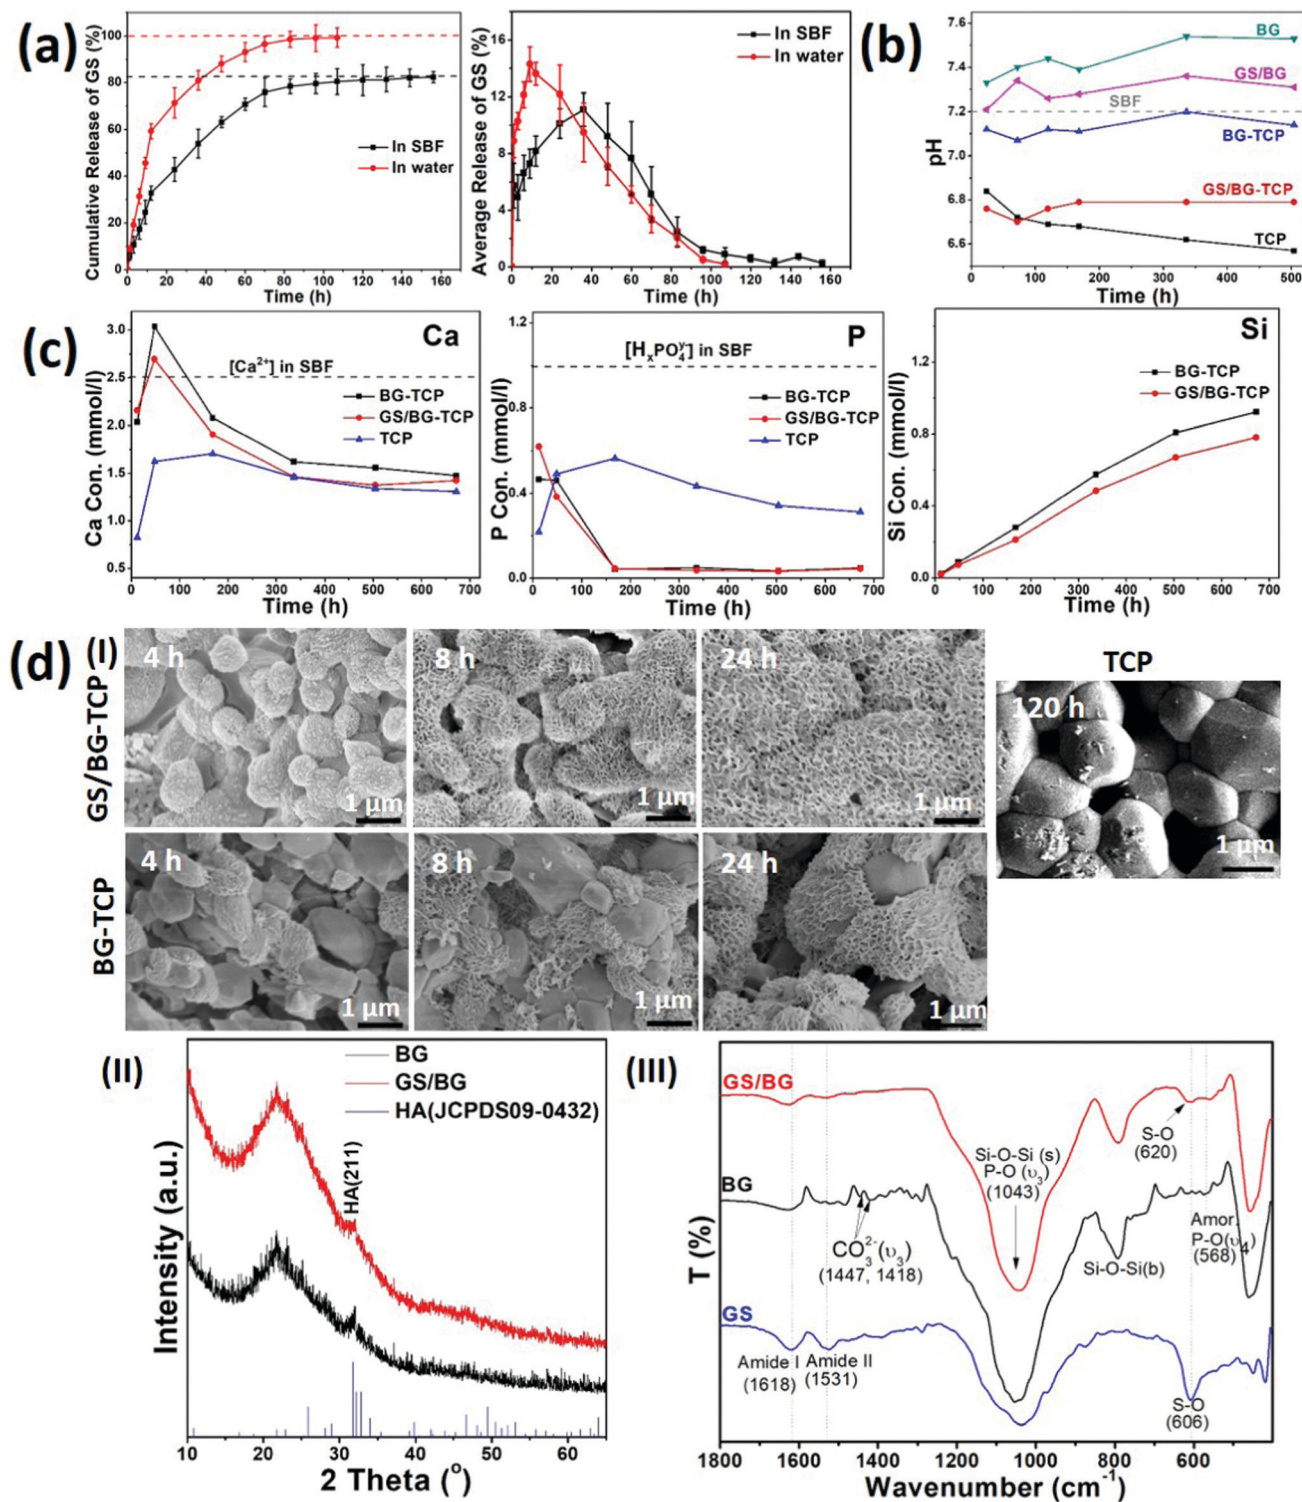 (a)
Cumulative Release of GS (%)
100
80
60
40
20
0
In SBF
In water
0 20 40 60 80 100 120 140 160
Time (h)
Average Release of GS (%)
16
12
8
4
0
In SBF
In water
0 20 40 60 80 100 120 140 160
Time (h)
(b)
pH
7.6
7.4
7.2
7.0
6.8
6.6
BG
GS/BG
SBF
BG-TCP
GS/BG-TCP
TCP
0 100 200 300 400 500
Time (h)
(c)
Ca Con. (mmol/l)
3.0
2.5
2.0
1.5
1.0
0.5
Ca
[Ca²⁺] in SBF
BG-TCP
GS/BG-TCP
TCP
0 100 200 300 400 500 600 700
Time (h)
P Con. (mmol/l)
1.2
0.8
0.4
0.0
P
[HₓPO₄ʸ⁻] in SBF
BG-TCP
GS/BG-TCP
TCP
0 100 200 300 400 500 600 700
Time (h)
Si Con. (mmol/l)
1.2
0.8
0.4
0.0
Si
BG-TCP
GS/BG-TCP
0 100 200 300 400 500 600 700
Time (h)
(d)
(I)
GS/BG-TCP
4 h
1 μm
8 h
1 μm
24 h
1 μm
TCP
120 h
1 μm
BG-TCP
4 h
1 μm
8 h
1 μm
24 h
1 μm
(II)
Intensity (a.u.)
BG
GS/BG
HA(JCPDS09-0432)
HA(211)
10 20 30 40 50 60
2 Theta (°)
(III)
T (%)
GS/BG
S-O
(620)
Si-O-Si (s)
P-O (υ₃)
(1043)
BG
CO₃²⁻(υ₃)
(1447, 1418)
Si-O-Si(b)
Amor.
P-O(υ₄)
(568)
GS
Amide I
(1618)
Amide II
(1531)
S-O
(606)
1800 1600 1400 1200 1000 800 600
Wavenumber (cm⁻¹)